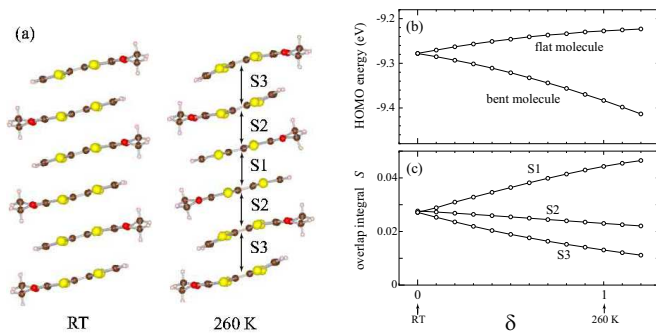 (a)
S3
S2
S1
S2
S3
RT
260 K
(b)
HOMO energy (eV)
-9.2
-9.3
-9.4
flat molecule
bent molecule
(c)
overlap integral S
0.04
0.02
0
S1
S2
S3
0
1
RT
δ
260 K